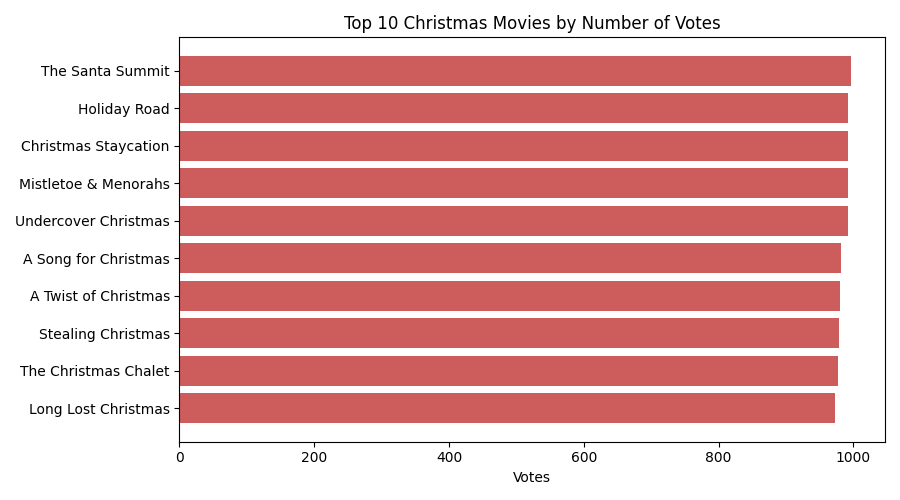 Top 10 Christmas Movies by Number of Votes
The Santa Summit
Holiday Road
Christmas Staycation
Mistletoe & Menorahs
Undercover Christmas
A Song for Christmas
A Twist of Christmas
Stealing Christmas
The Christmas Chalet
Long Lost Christmas
0 200 400 600 800 1000
Votes